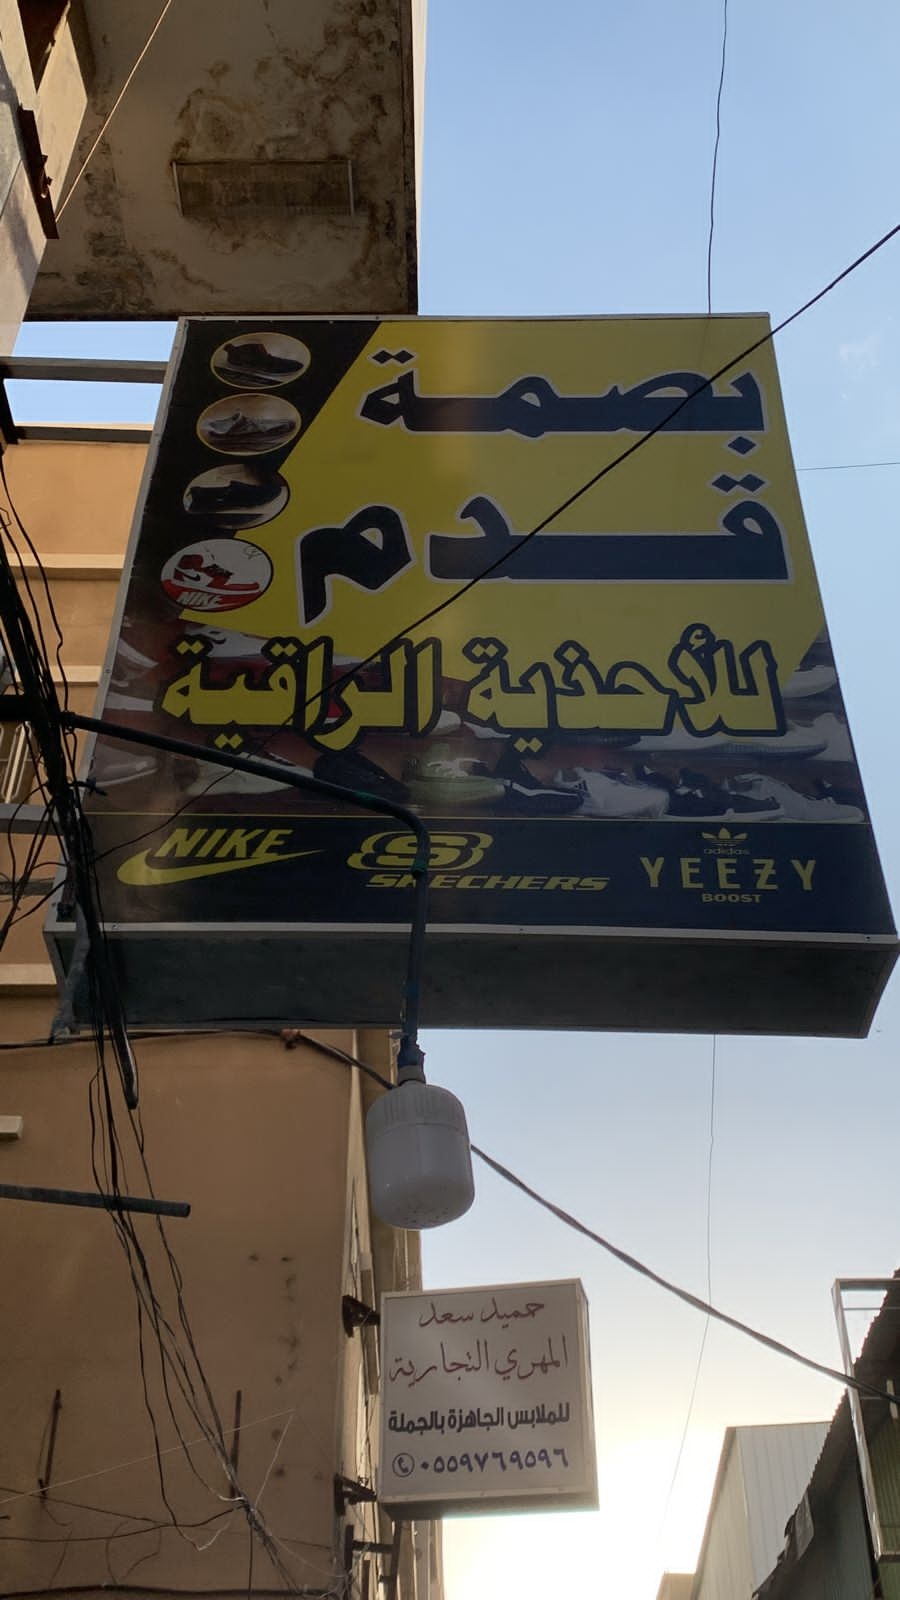 بصمة
قدم
للأحذية الراقية
NIKE
NIKE
SKECHERS
adidas
YEEZY
BOOST
حميد سعد
المهري التجارية
للملابس الجاهزة بالجملة
٠٥٥٩٧٦٩٥٩٦